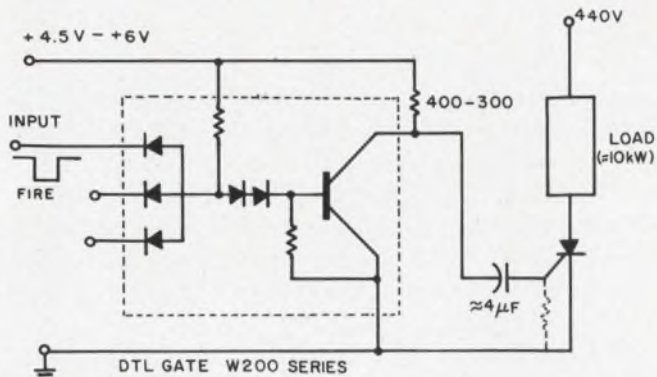 + 4.5V – +6V
440V
400-300
INPUT
FIRE
LOAD
(≈10kW)
≈4μF
DTL GATE W200 SERIES